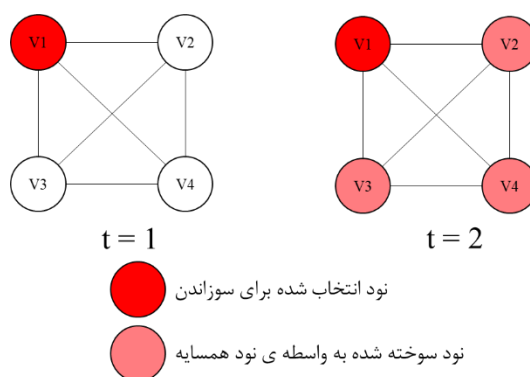 V1 V2 V1 V2
V3 V4 V3 V4
t = 1 t = 2
نود انتخاب شده برای سوزاندن
نود سوخته شده به واسطه ی نود همسایه